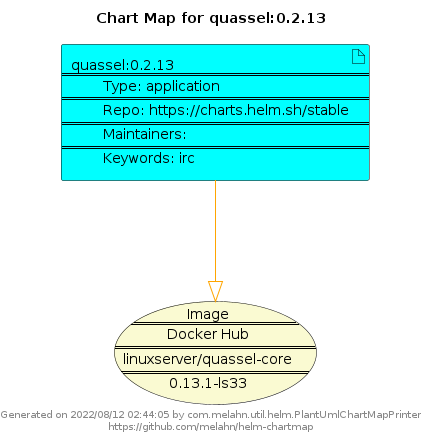 Chart Map for quassel:0.2.13
quassel:0.2.13
Type: application
Repo: https://charts.helm.sh/stable
Maintainers:
Keywords: irc
Image
Docker Hub
linuxserver/quassel-core
0.13.1-ls33
Generated on 2022/08/12 02:44:05 by com.melahn.util.helm.PlantUmlChartMapPrinter
https://github.com/melahn/helm-chartmap